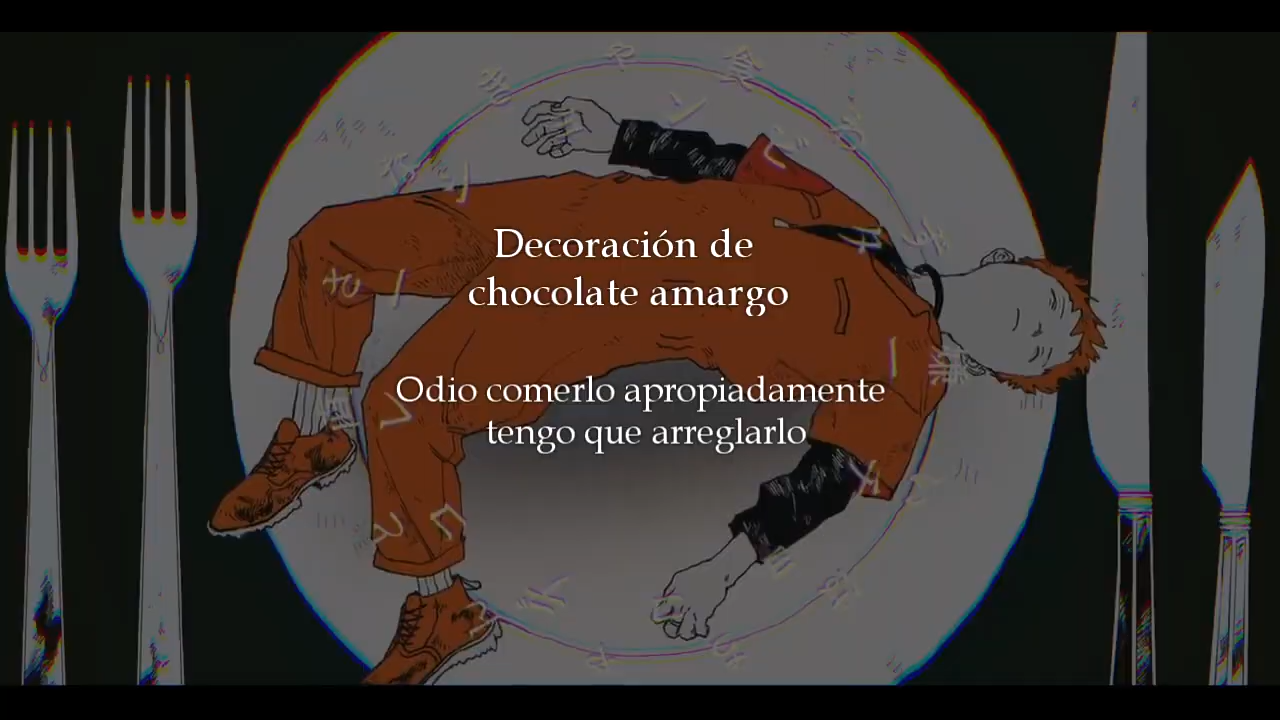 Decoración de
chocolate amargo
Odio comerlo apropiadamente
tengo que arreglarlo